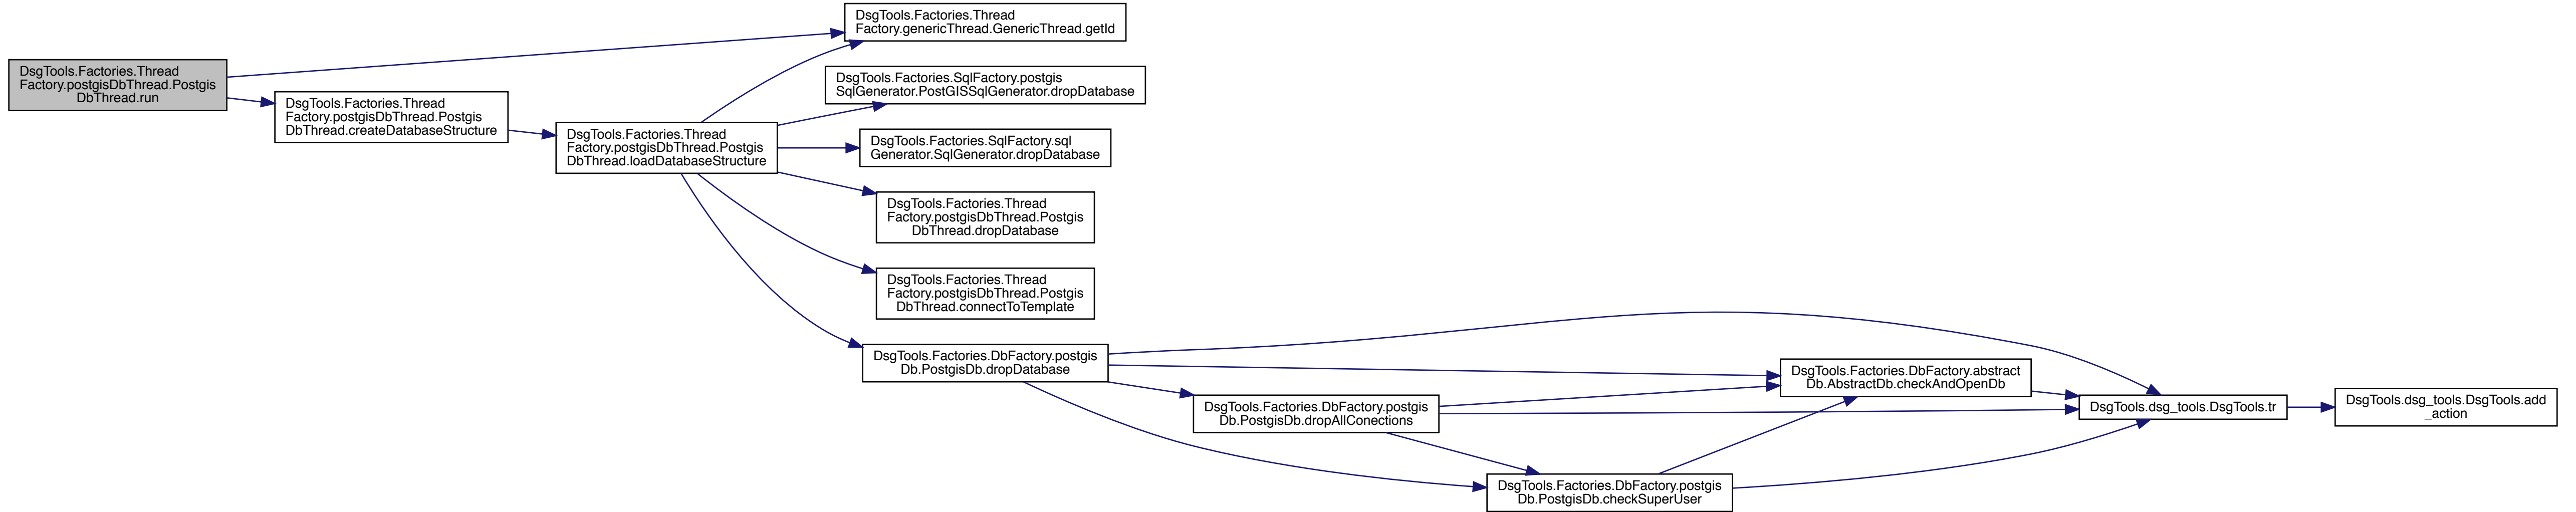 DsgTools.Factories.Thread
Factory.postgisDbThread.Postgis
DbThread.run
DsgTools.Factories.Thread
Factory.postgisDbThread.Postgis
DbThread.createDatabaseStructure
DsgTools.Factories.Thread
Factory.postgisDbThread.Postgis
DbThread.loadDatabaseStructure
DsgTools.Factories.Thread
Factory.genericThread.GenericThread.getId
DsgTools.Factories.SqlFactory.postgis
SqlGenerator.PostGISSqlGenerator.dropDatabase
DsgTools.Factories.SqlFactory.sql
Generator.SqlGenerator.dropDatabase
DsgTools.Factories.Thread
Factory.postgisDbThread.Postgis
DbThread.dropDatabase
DsgTools.Factories.Thread
Factory.postgisDbThread.Postgis
DbThread.connectToTemplate
DsgTools.Factories.DbFactory.postgis
Db.PostgisDb.dropDatabase
DsgTools.Factories.DbFactory.postgis
Db.PostgisDb.dropAllConections
DsgTools.Factories.DbFactory.postgis
Db.PostgisDb.checkSuperUser
DsgTools.Factories.DbFactory.abstract
Db.AbstractDb.checkAndOpenDb
DsgTools.dsg_tools.DsgTools.tr
DsgTools.dsg_tools.DsgTools.add
_action